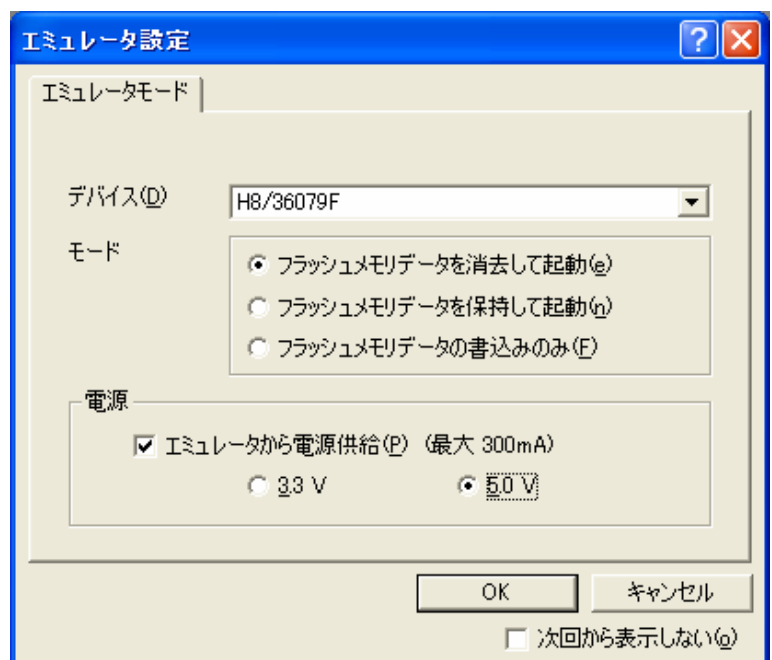 エミュレータ設定
エミュレータモード
デバイス(D) H8/36079F
モード
フラッシュメモリデータを消去して起動(e)
フラッシュメモリデータを保持して起動(n)
フラッシュメモリデータの書込みのみ(F)
電源
エミュレータから電源供給(P) (最大 300mA)
3.3 V 5.0 V
OK キャンセル
次回から表示しない(o)